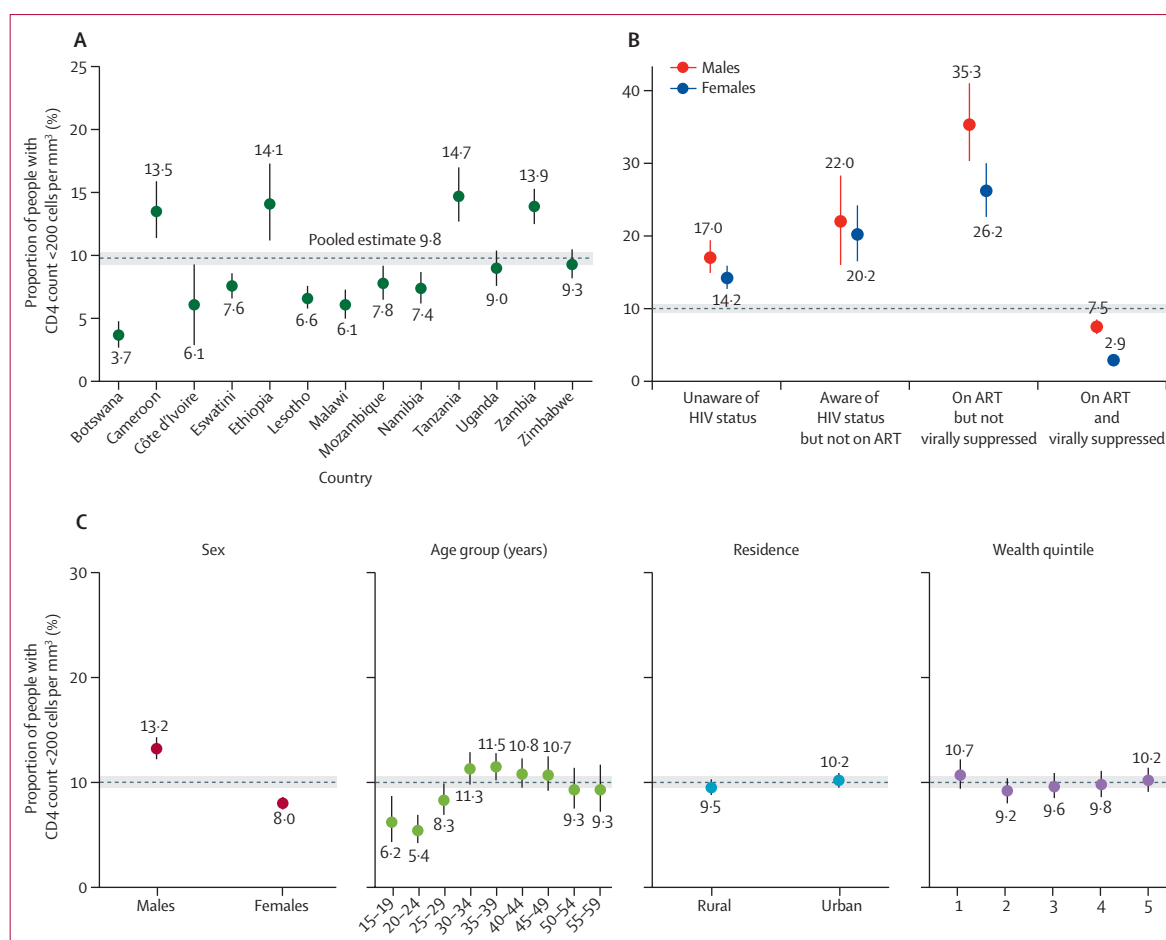 A
Proportion of people with
CD4 count <200 cells per mm³ (%)
25
20
15
10
5
0
13·5
14·1
14·7
13·9
Pooled estimate 9·8
3·7
6·1
7·6
6·6
6·1
7·8
7·4
9·0
9·3
Botswana
Cameroon
Côte d'Ivoire
Eswatini
Ethiopia
Lesotho
Malawi
Mozambique
Namibia
Tanzania
Uganda
Zambia
Zimbabwe
Country
B
Males
Females
40
30
20
10
0
17·0
14·2
22·0
20·2
35·3
26·2
7·5
2·9
Unaware of
HIV status
Aware of
HIV status
but not on ART
On ART
but not
virally suppressed
On ART
and
virally suppressed
C
Proportion of people with
CD4 count <200 cells per mm³ (%)
30
20
10
0
Sex
13·2
8·0
Males
Females
Age group (years)
6·2
5·4
8·3
11·3
11·5
10·8
10·7
9·3
9·3
15–19
20–24
25–29
30–34
35–39
40–44
45–49
50–54
55–59
Residence
9·5
10·2
Rural
Urban
Wealth quintile
10·7
9·2
9·6
9·8
10·2
1
2
3
4
5